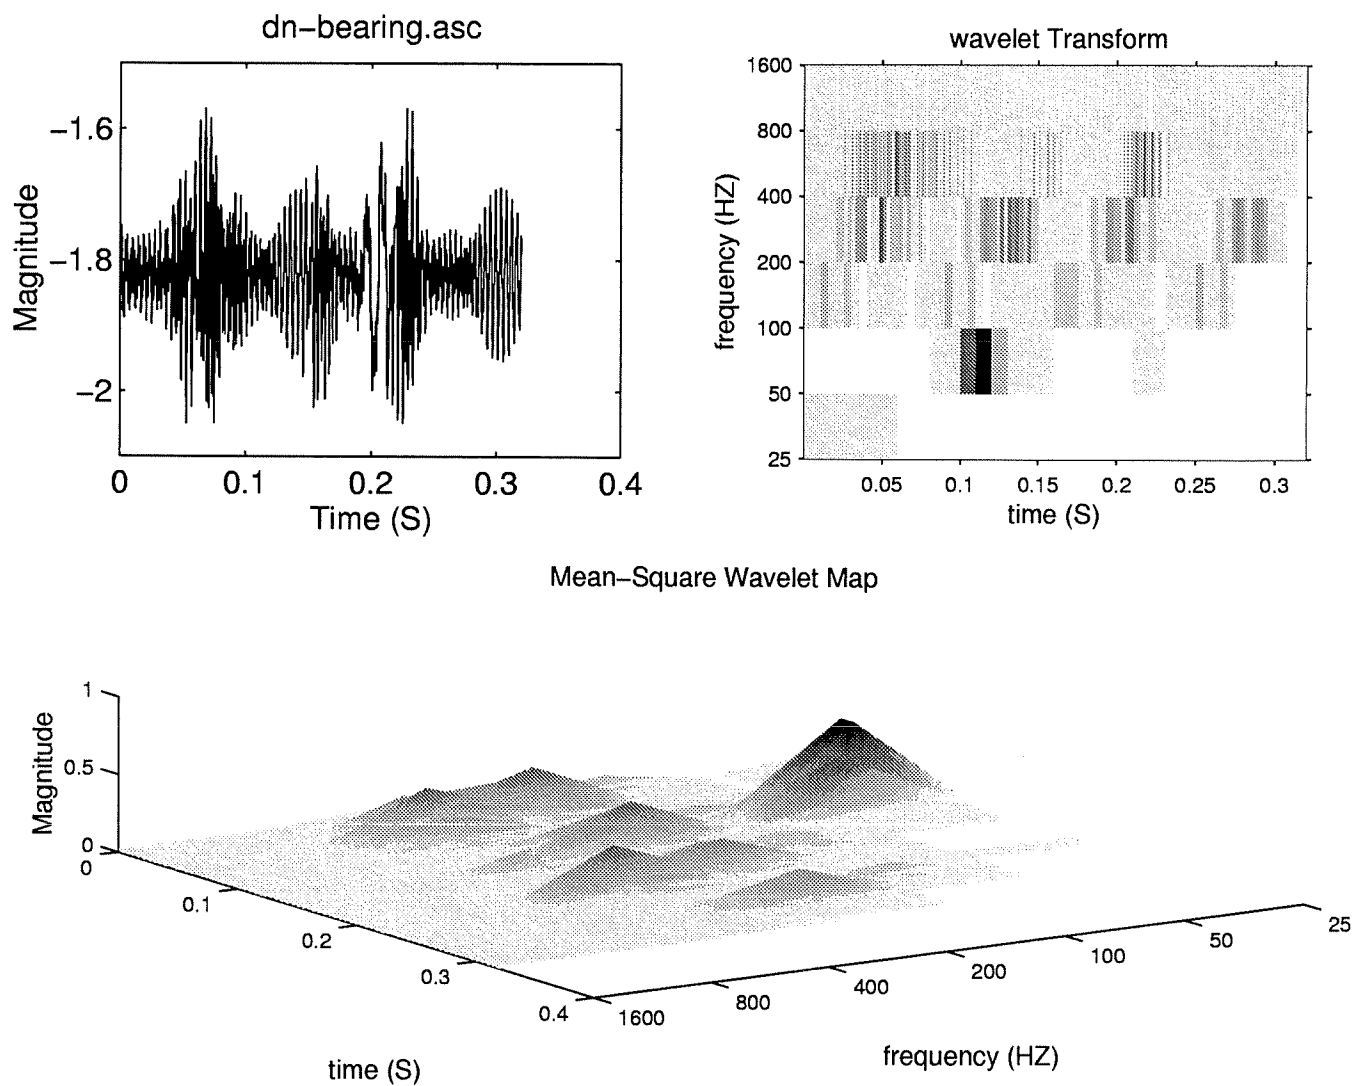 dn-bearing.asc
Magnitude
-1.6
-1.8
-2
0 0.1 0.2 0.3 0.4
Time (S)
wavelet Transform
frequency (HZ)
1600
800
400
200
100
50
25
0.05 0.1 0.15 0.2 0.25 0.3
time (S)
Mean-Square Wavelet Map
Magnitude
1
0.5
0
0
0.1
0.2
0.3
0.4
time (S)
1600
800
400
200
100
50
25
frequency (HZ)